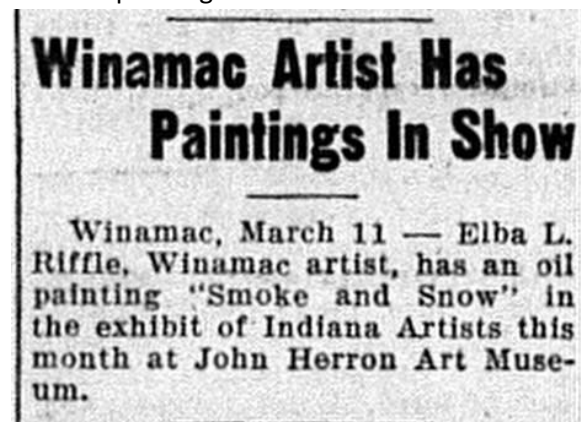 Winamac Artist Has
Paintings In Show
Winamac, March 11 — Elba L.
Riffle, Winamac artist, has an oil
painting "Smoke and Snow" in
the exhibit of Indiana Artists this
month at John Herron Art Muse-
um.